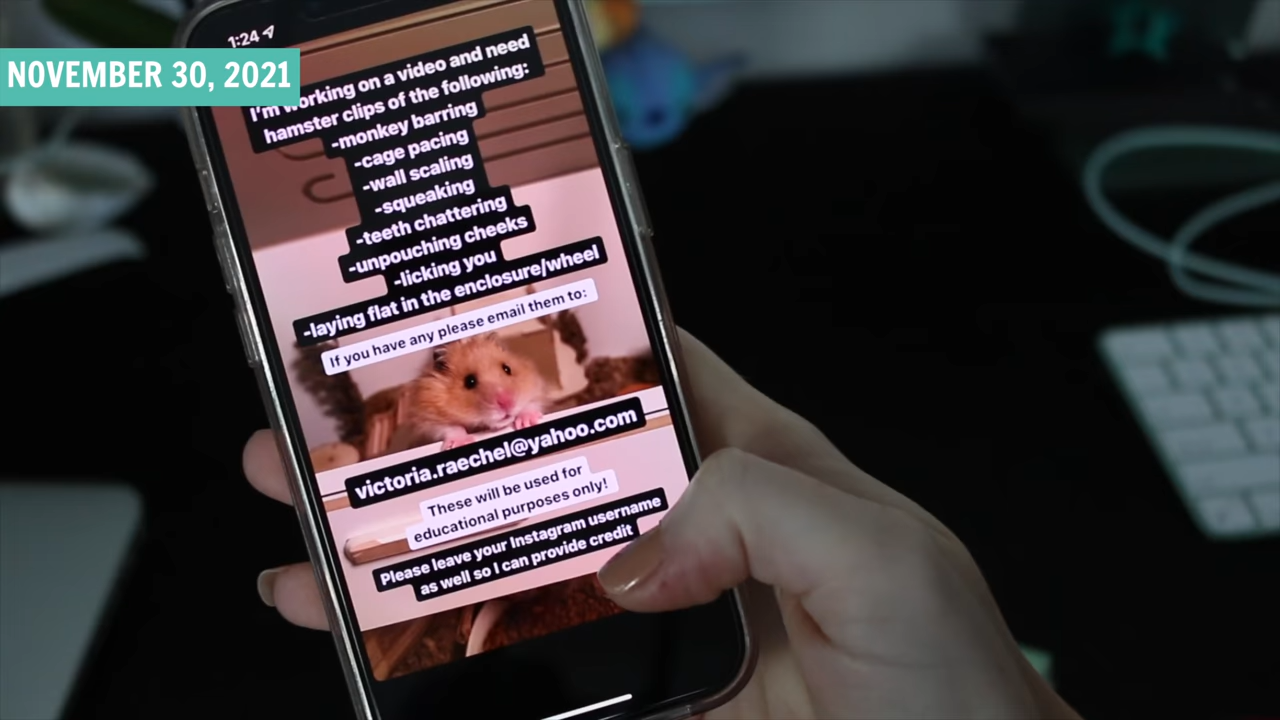 1:24
NOVEMBER 30, 2021
I'm working on a video and need
hamster clips of the following:
-monkey barring
-cage pacing
-wall scaling
-squeaking
-teeth chattering
-unpouching cheeks
-licking you
-laying flat in the enclosure/wheel
If you have any please email them to:
victoria.raechel@yahoo.com
These will be used for
educational purposes only!
Please leave your Instagram username
as well so I can provide credit